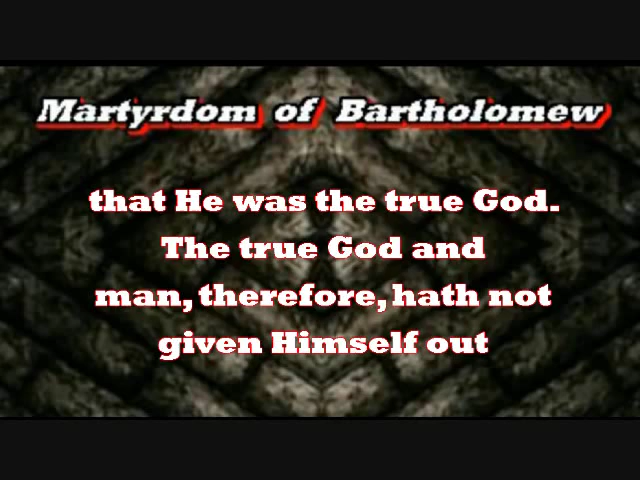 Martyrdom of Bartholomew
that He was the true God.
The true God and
man, therefore, hath not
given Himself out